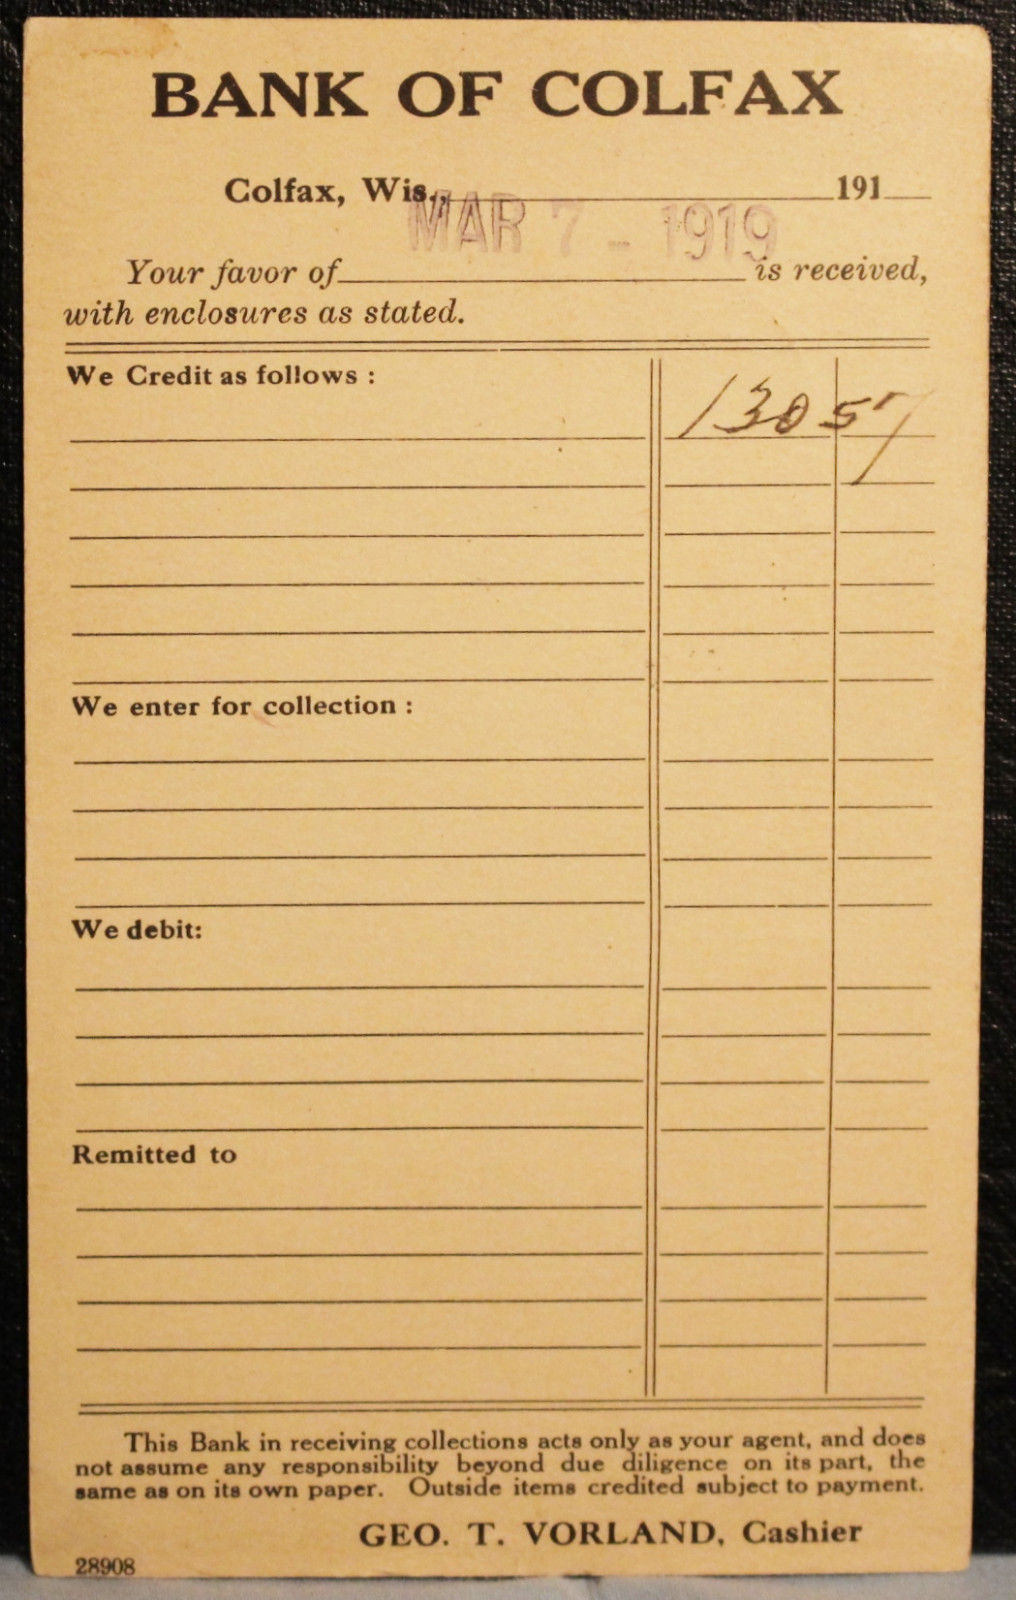 BANK OF COLFAX
Colfax, Wis., 191
MAR 7 - 1919
Your favor of is received,
with enclosures as stated.
We Credit as follows :
130 57
We enter for collection :
We debit:
Remitted to
This Bank in receiving collections acts only as your agent, and does
not assume any responsibility beyond due diligence on its part, the
same as on its own paper. Outside items credited subject to payment.
GEO. T. VORLAND, Cashier
28908